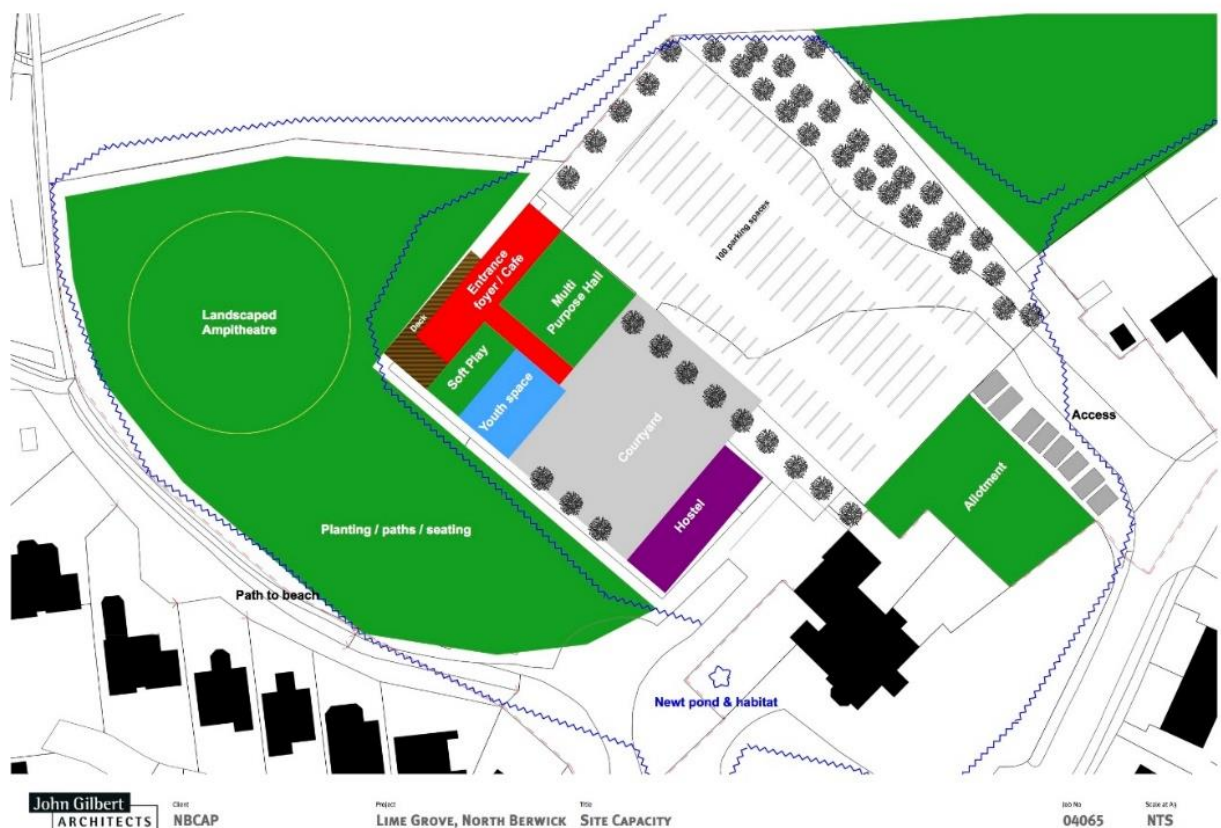 100 parking spaces
Entrance
foyer / Cafe
Multi
Purpose Hall
Deck
Landscaped
Ampitheatre
Soft Play
Youth space
Courtyard
Access
Allotment
Hostel
Planting / paths / seating
Path to beach
Newt pond & habitat
John Gilbert
ARCHITECTS
Client
NBCAP
Project
LIME GROVE, NORTH BERWICK
Title
SITE CAPACITY
Job No
04065
Scale at A3
NTS